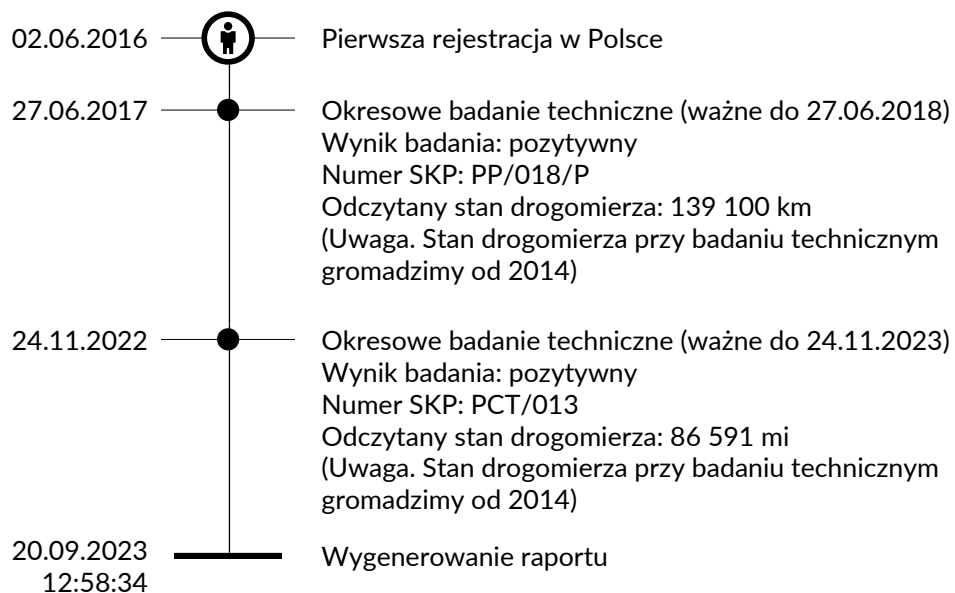 02.06.2016 Pierwsza rejestracja w Polsce
27.06.2017 Okresowe badanie techniczne (ważne do 27.06.2018)
Wynik badania: pozytywny
Numer SKP: PP/018/P
Odczytany stan drogomierza: 139 100 km
(Uwaga. Stan drogomierza przy badaniu technicznym
gromadzimy od 2014)
24.11.2022 Okresowe badanie techniczne (ważne do 24.11.2023)
Wynik badania: pozytywny
Numer SKP: PCT/013
Odczytany stan drogomierza: 86 591 mi
(Uwaga. Stan drogomierza przy badaniu technicznym
gromadzimy od 2014)
20.09.2023 Wygenerowanie raportu
12:58:34